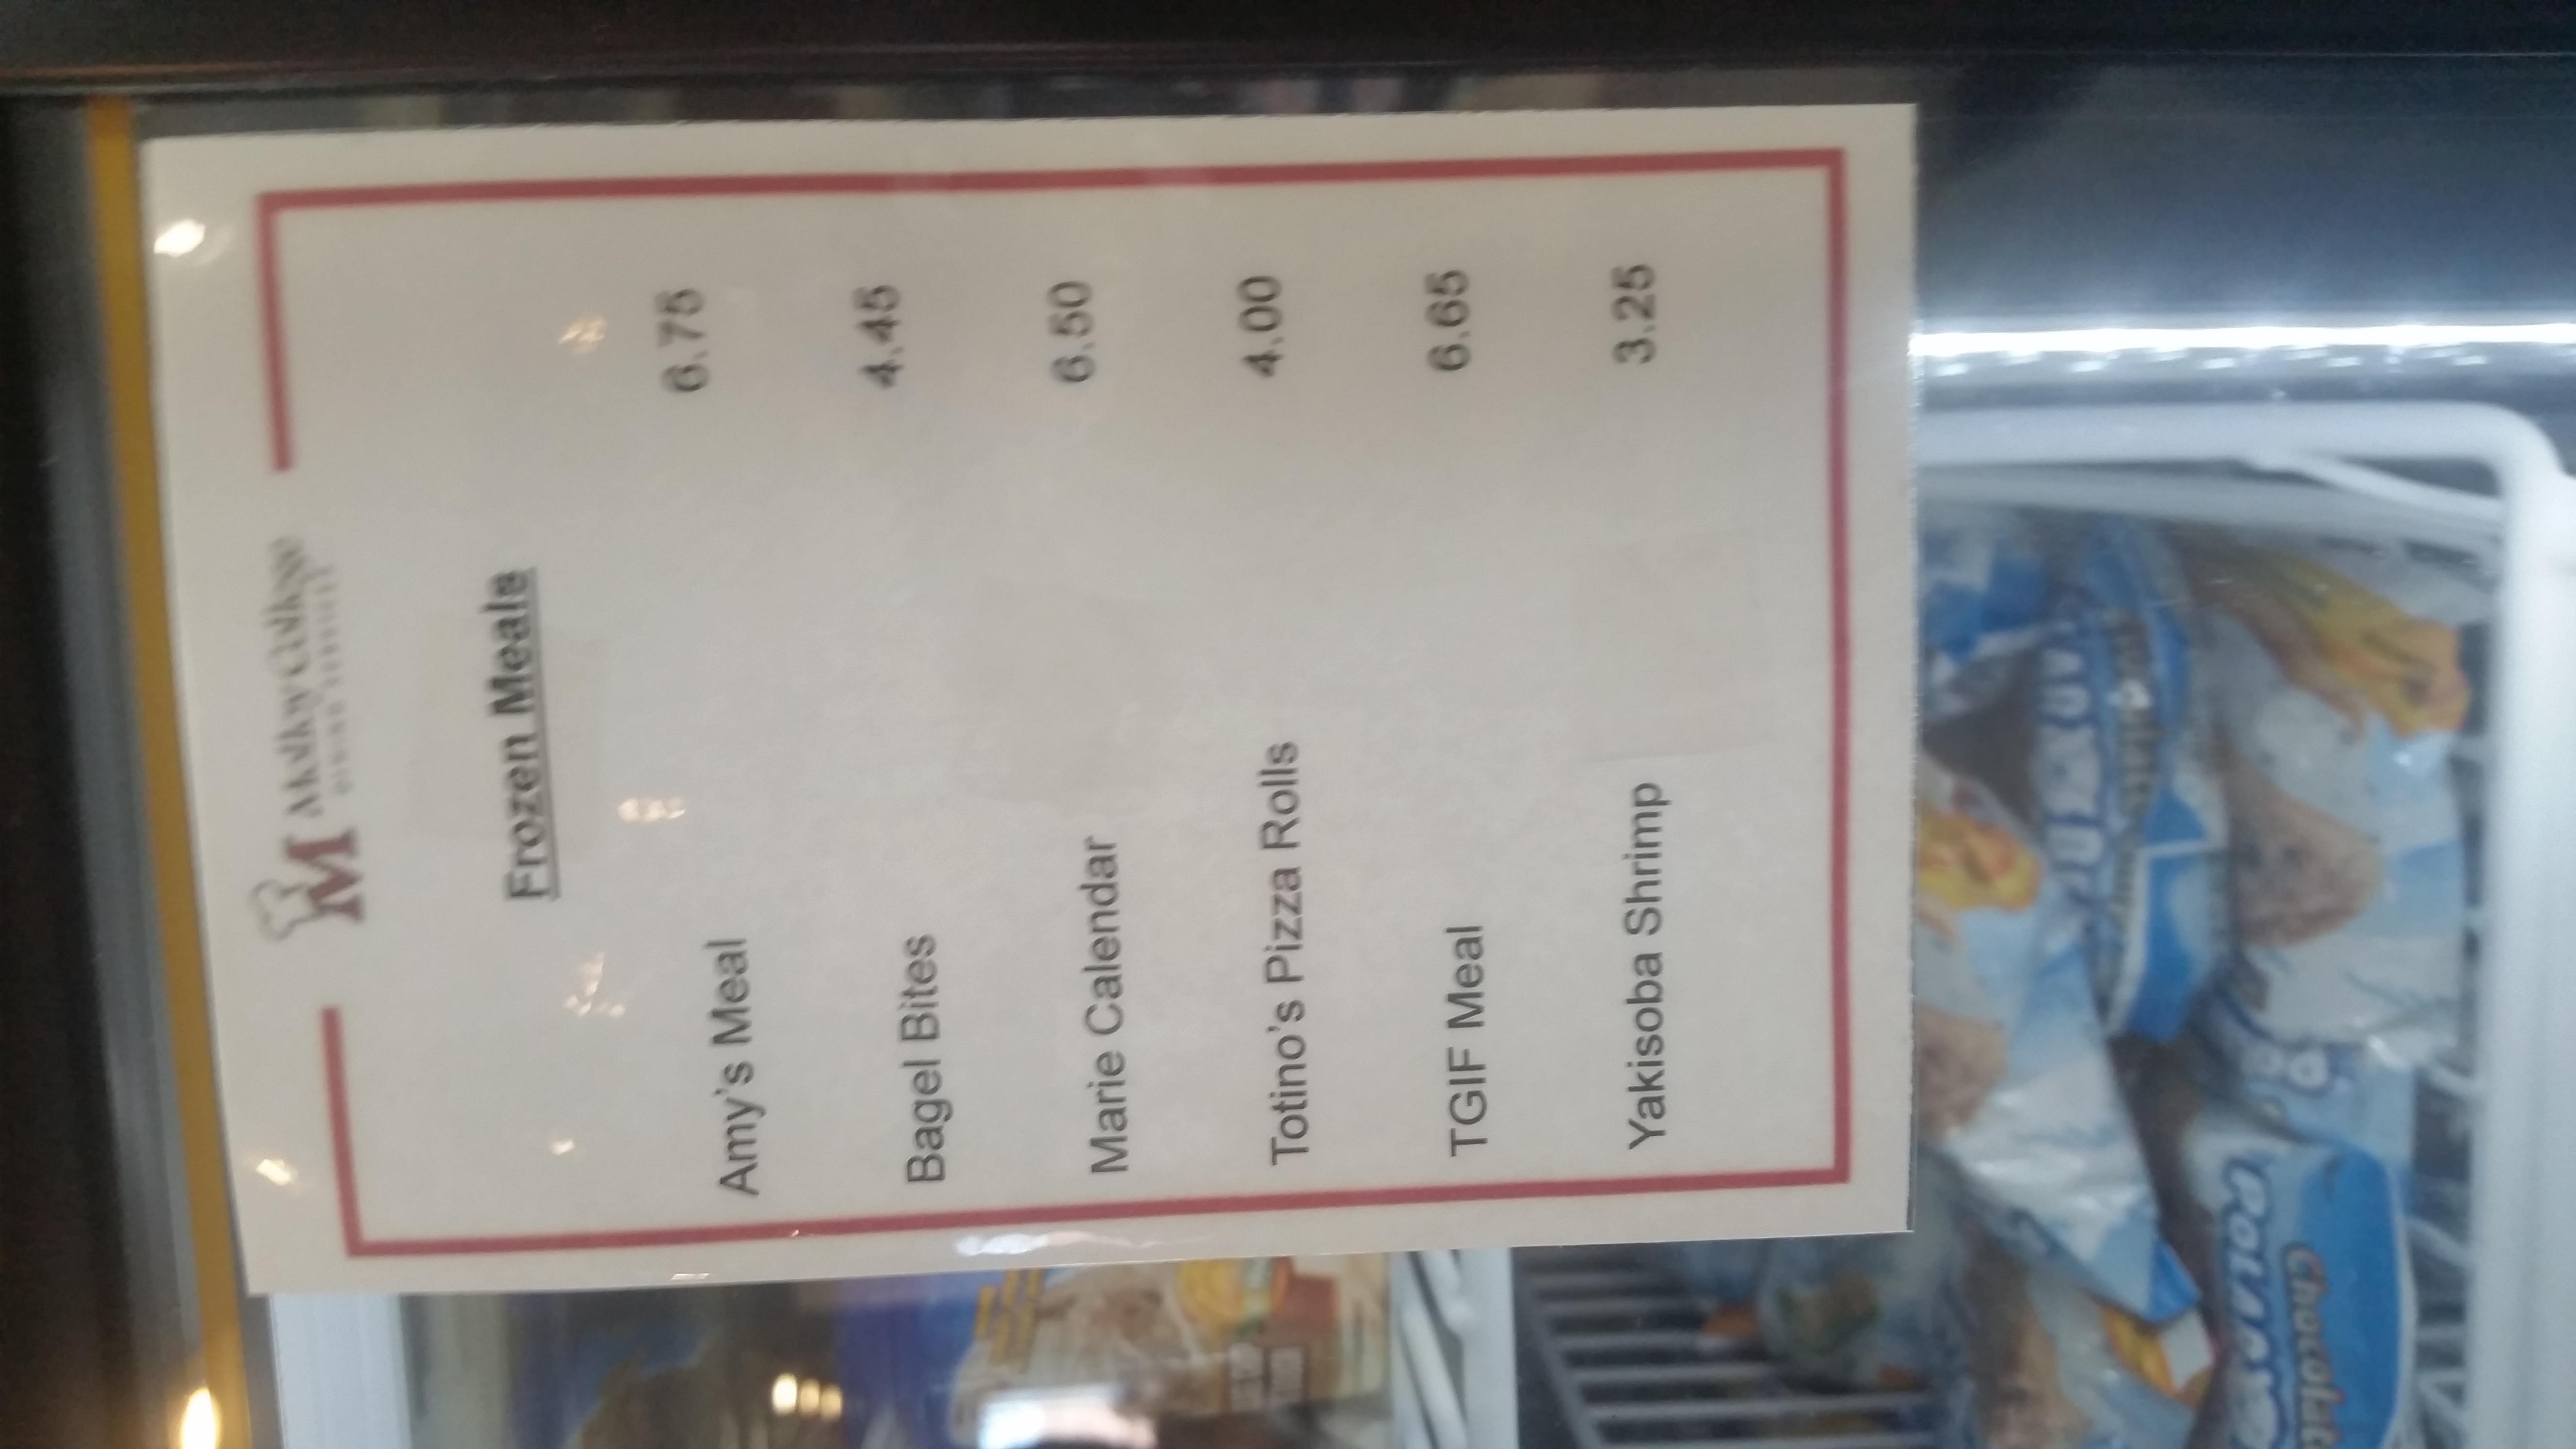 M Molloy College
DINING SERVICES
Frozen Meals
Amy's Meal 6.75
Bagel Bites 4.45
Marie Calendar 6.50
Totino's Pizza Rolls 4.00
TGIF Meal 6.65
Yakisoba Shrimp 3.25
POLAR
Chocolate